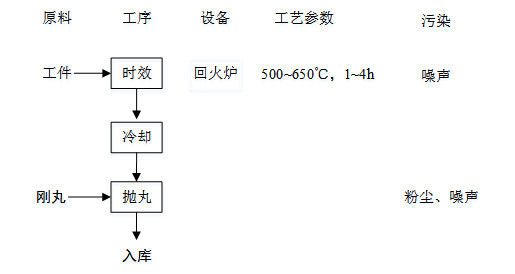 原料 工序 设备 工艺参数 污染
工件 时效 回火炉 500~650℃，1~4h 噪声
冷却
刚丸 抛丸 粉尘、噪声
入库